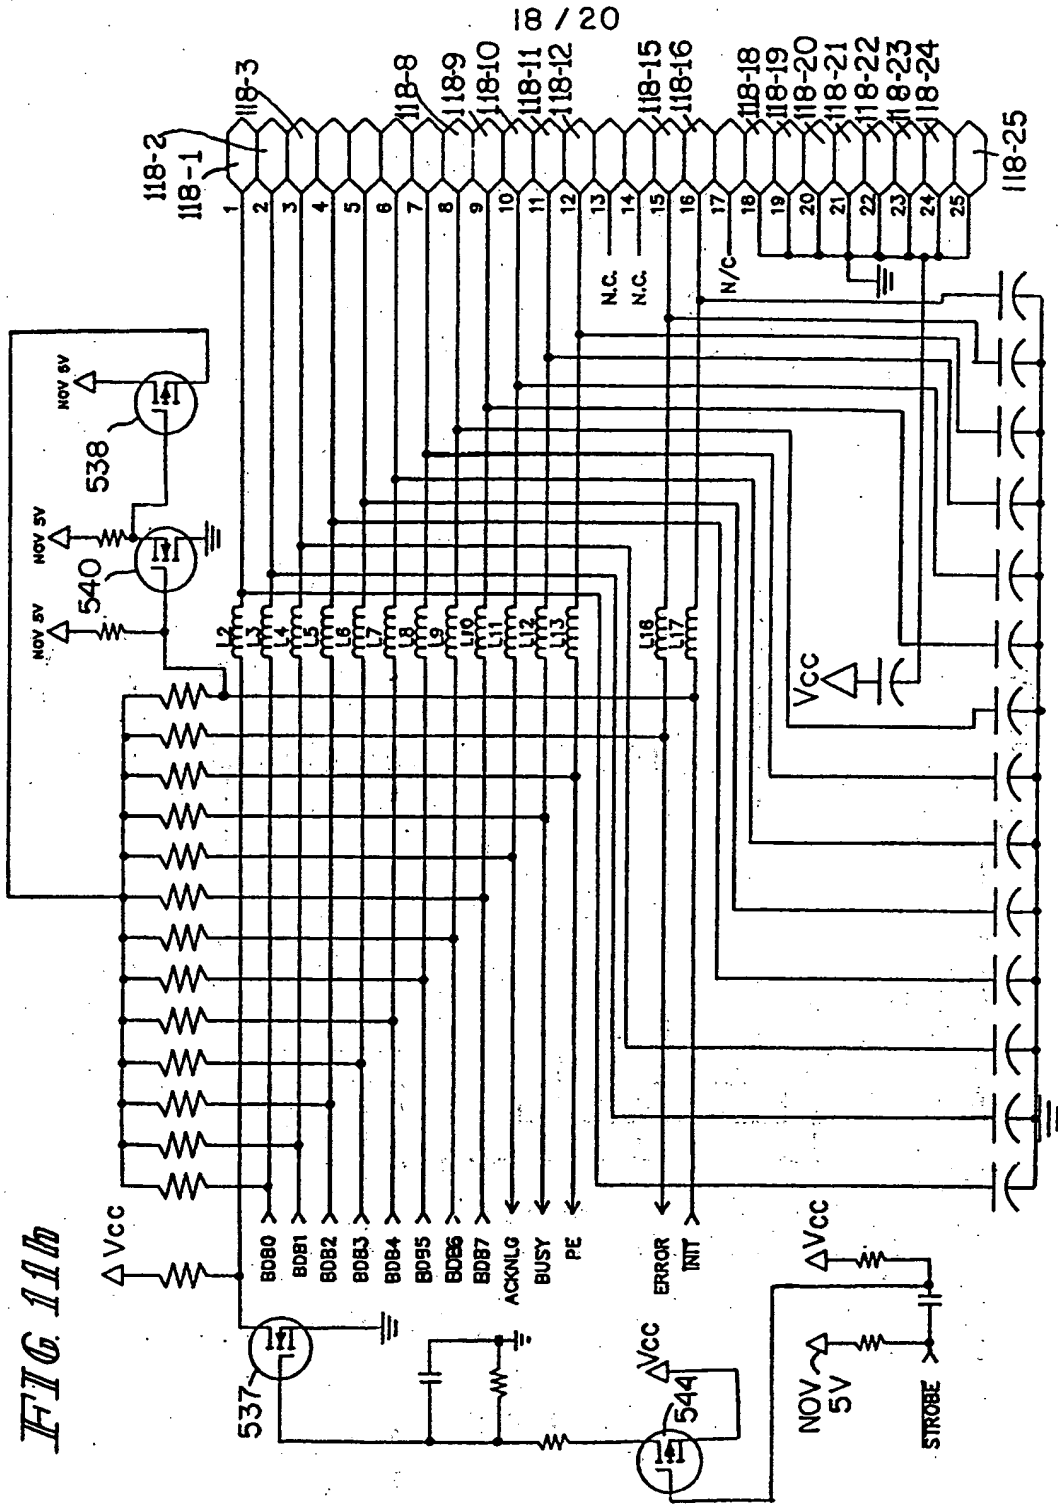 18 / 20
118-1
118-2
118-3
118-8
118-9
118-10
118-11
118-12
118-15
118-16
118-18
118-19
118-20
118-21
118-22
118-23
118-24
118-25
1
2
3
4
5
6
7
8
9
10
11
12
13
14
15
16
17
18
19
20
21
22
23
24
25
N.C.
N.C.
N/C
NOV 5V
538
NOV 5V
540
NOV 5V
L2
L3
L4
L5
L6
L7
L8
L9
L10
L11
L12
L13
L16
L17
Vcc
Vcc
BDB0
BDB1
BDB2
BDB3
BDB4
BDB5
BDB6
BDB7
ACKNLG
BUSY
PE
ERROR
INIT
537
Vcc
544
Vcc
NOV
5V
STROBE
FIG. 11h